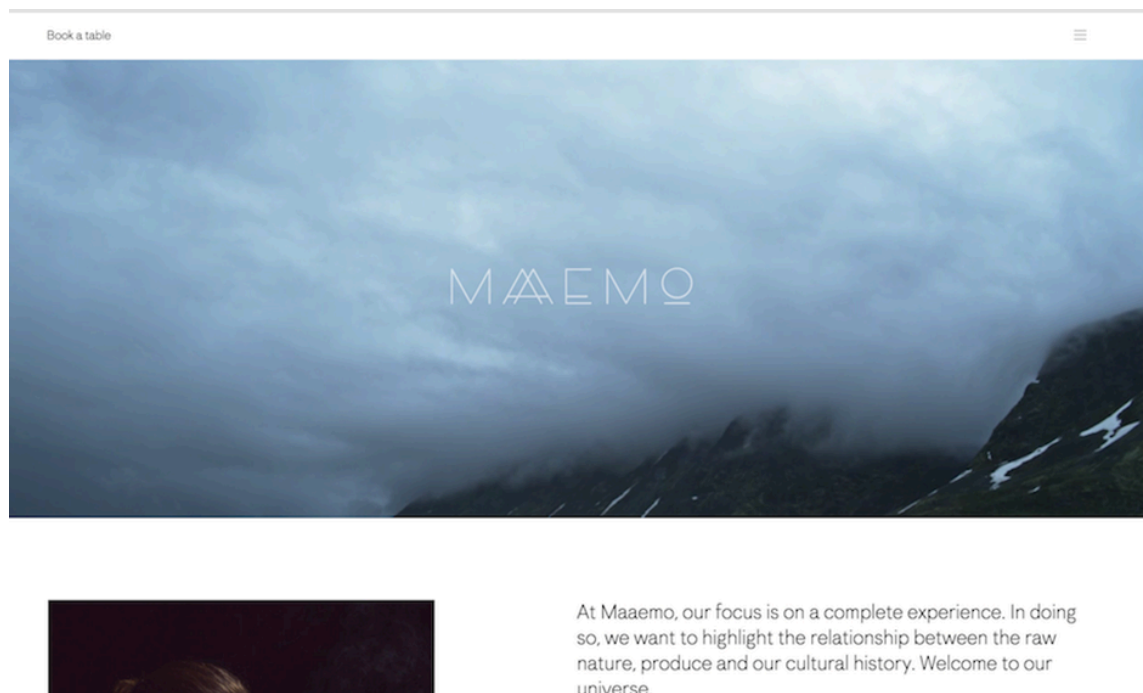 Book a table
MAAEMO
At Maaemo, our focus is on a complete experience. In doing
so, we want to highlight the relationship between the raw
nature, produce and our cultural history. Welcome to our
universe